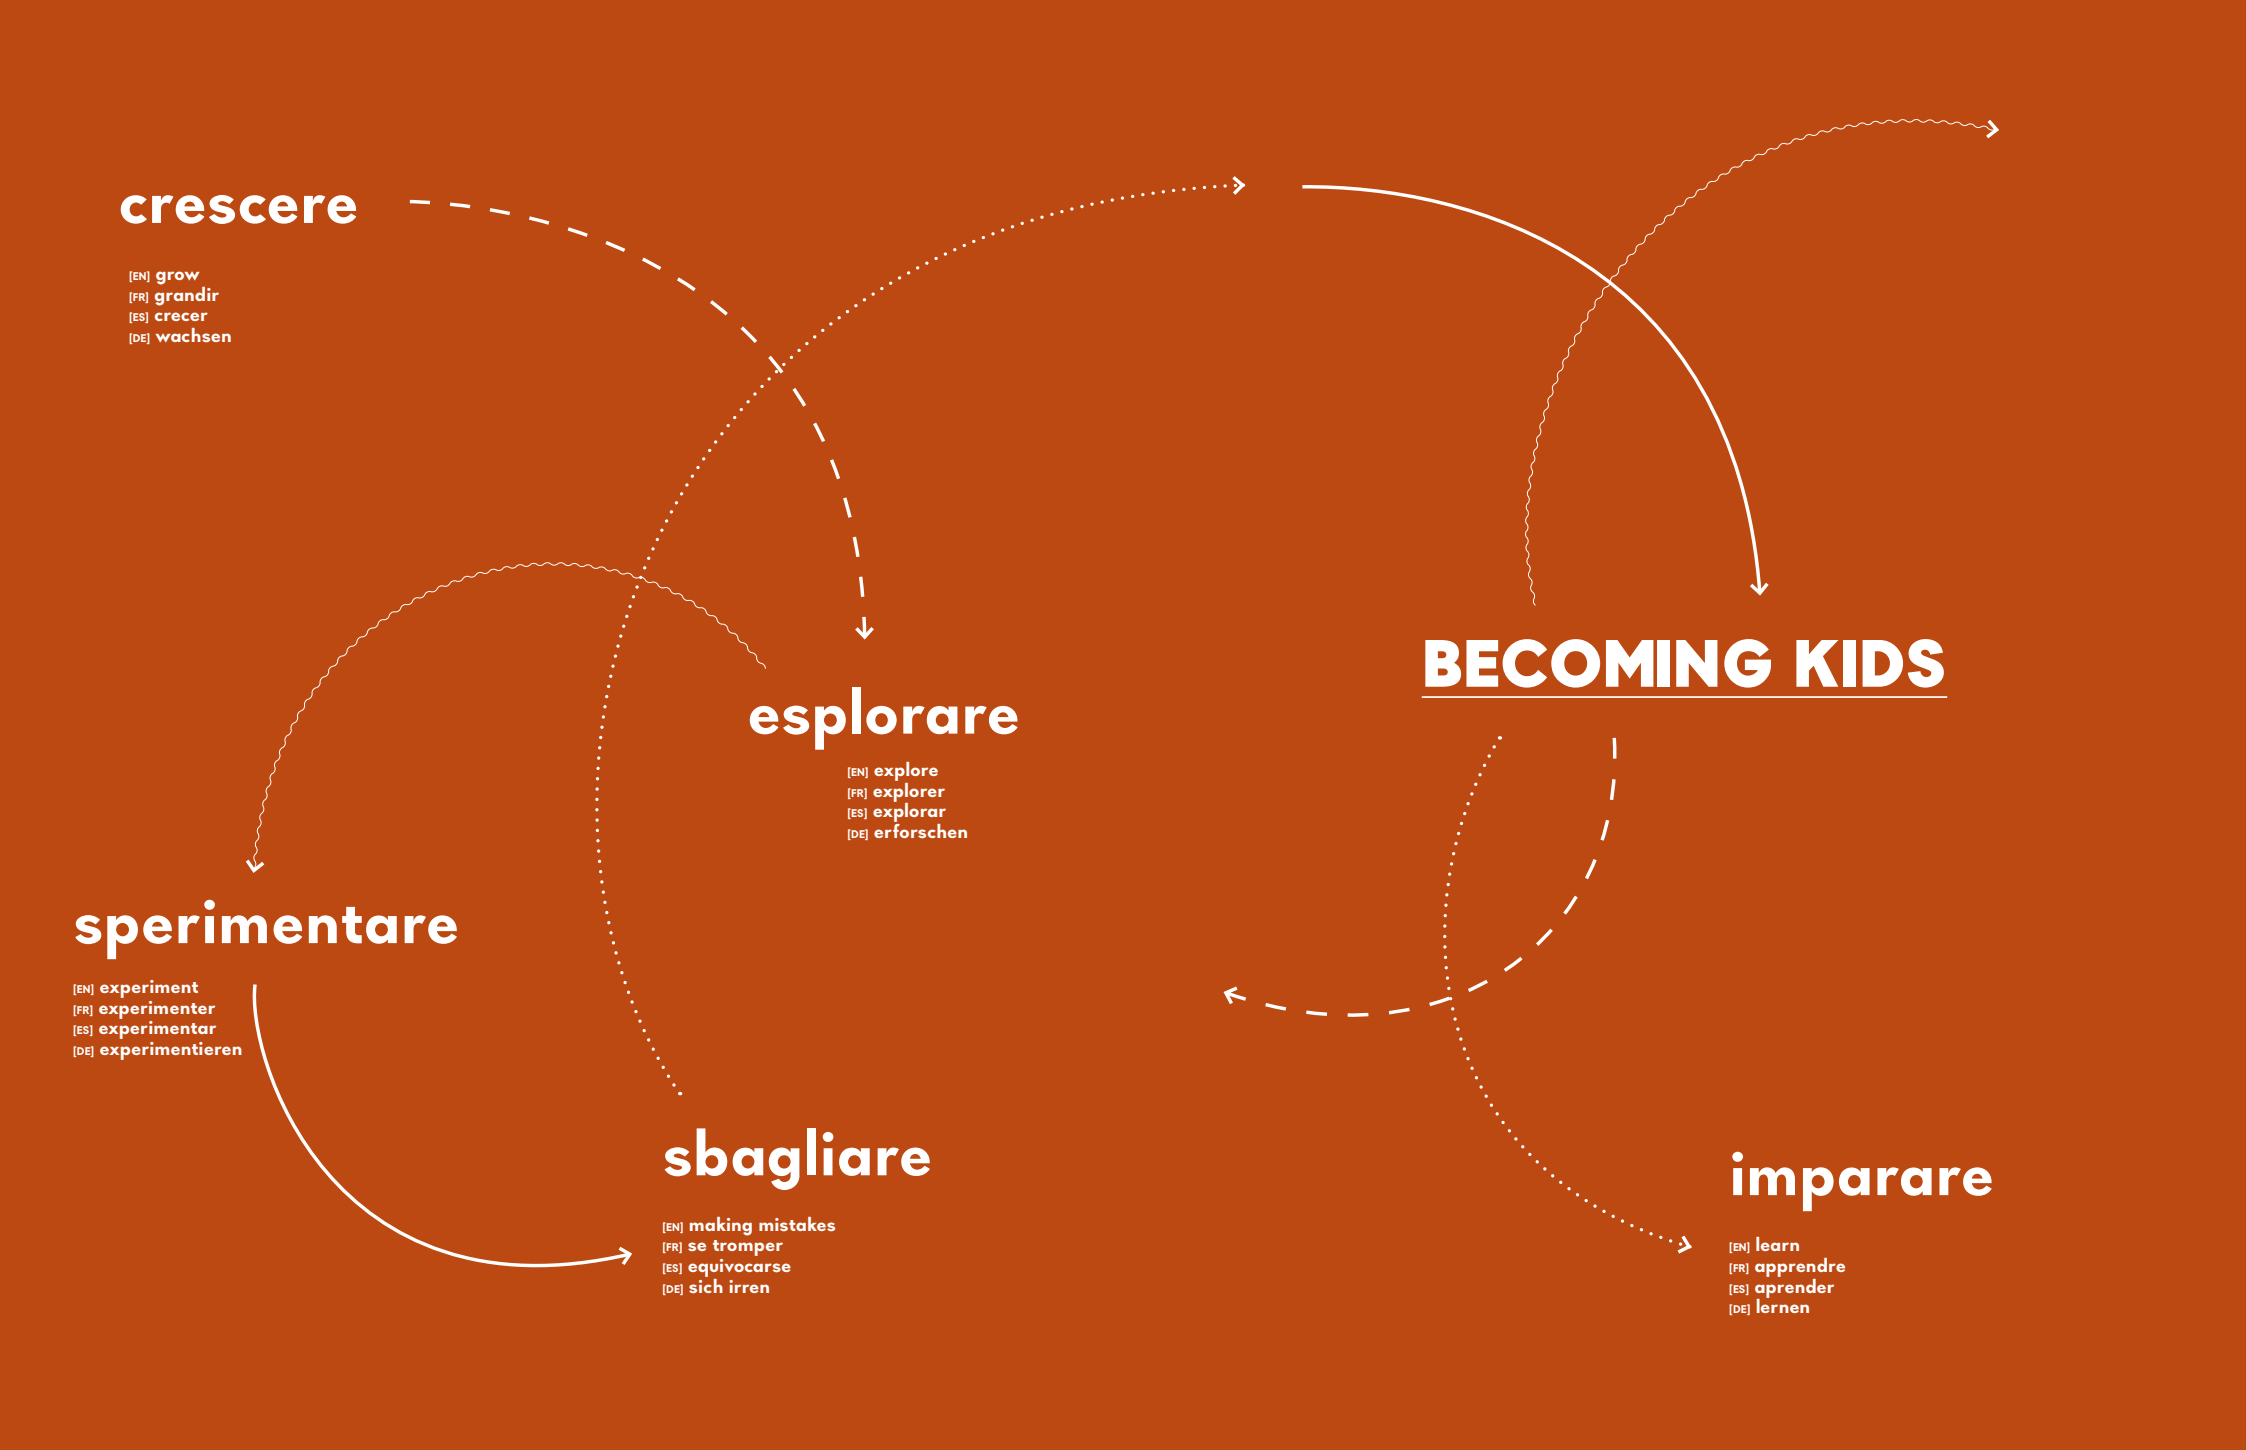 crescere
[EN] grow
[FR] grandir
[ES] crecer
[DE] wachsen
esplorare
[EN] explore
[FR] explorer
[ES] explorar
[DE] erforschen
sperimentare
[EN] experiment
[FR] experimenter
[ES] experimentar
[DE] experimentieren
sbagliare
[EN] making mistakes
[FR] se tromper
[ES] equivocarse
[DE] sich irren
BECOMING KIDS
imparare
[EN] learn
[FR] apprendre
[ES] aprender
[DE] lernen